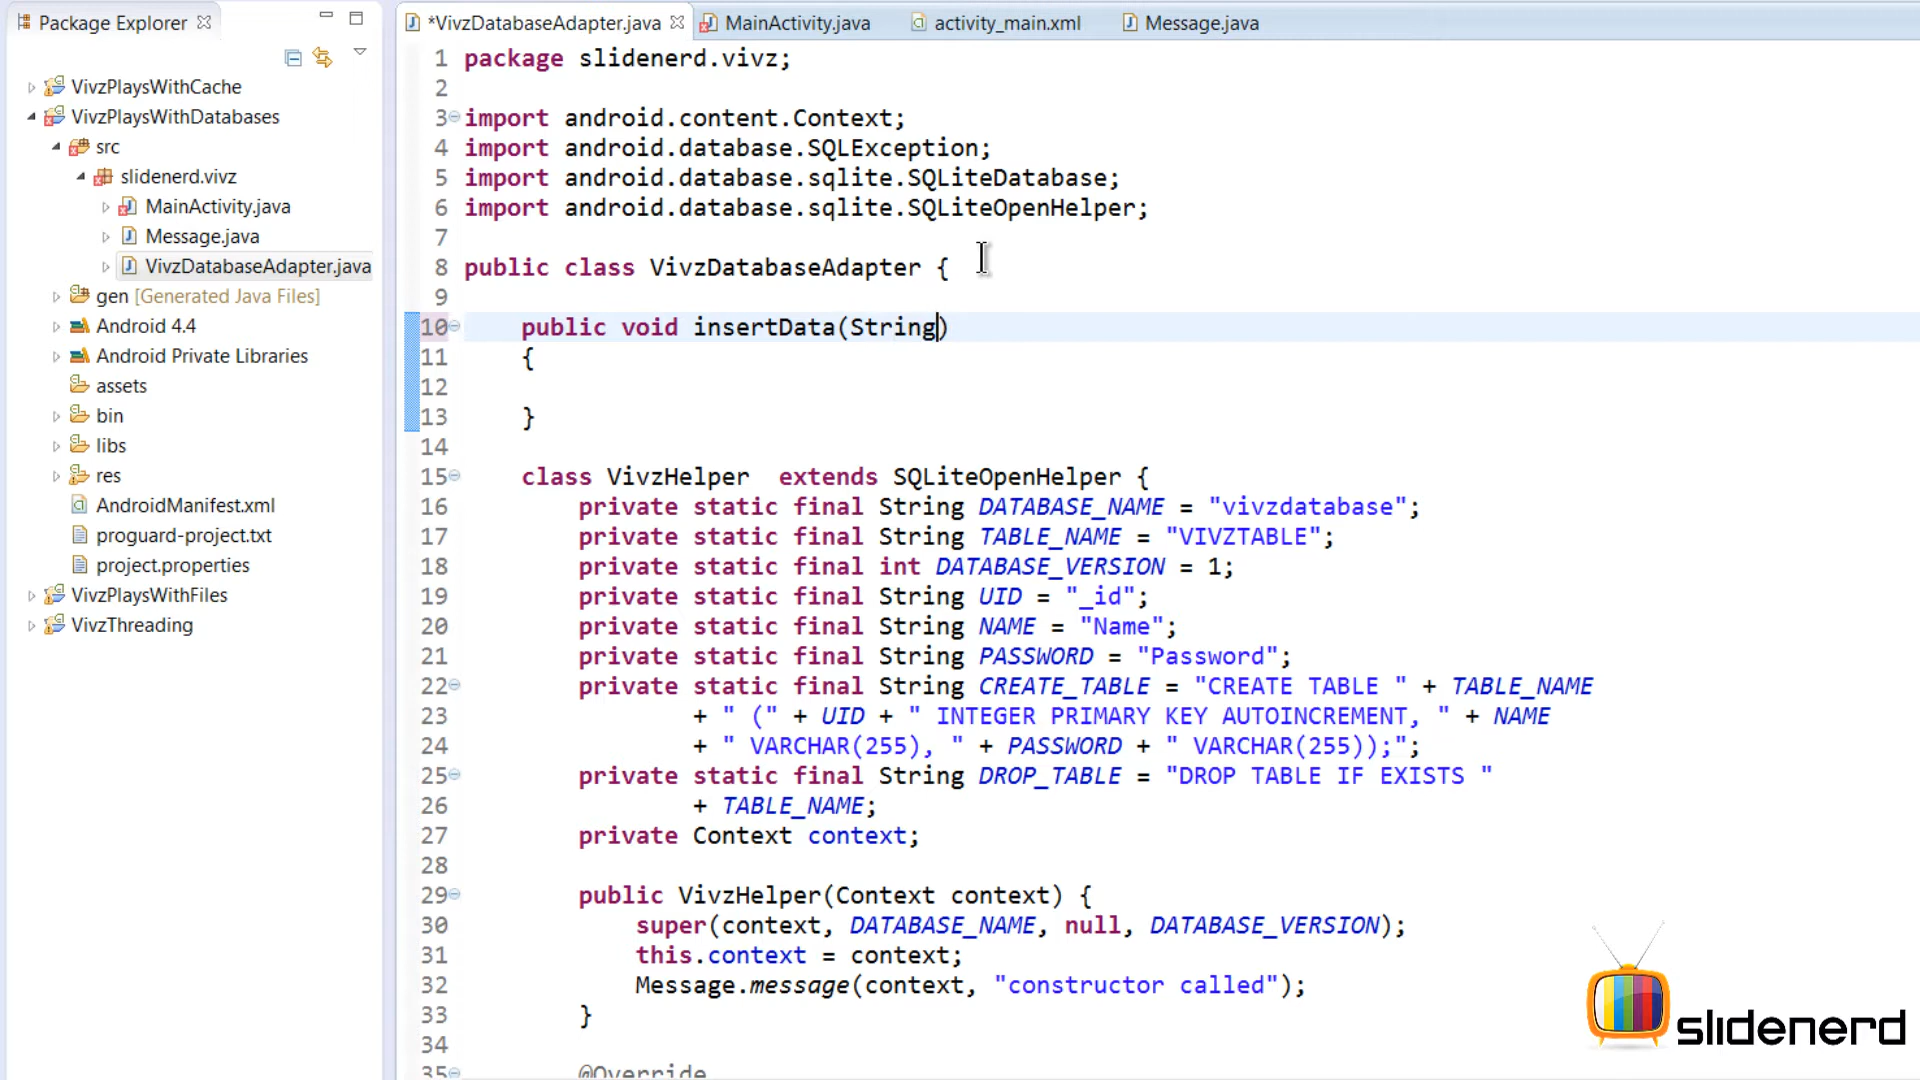 Package Explorer
VivzPlaysWithCache
VivzPlaysWithDatabases
src
slidenerd.vivz
MainActivity.java
Message.java
VivzDatabaseAdapter.java
gen [Generated Java Files]
Android 4.4
Android Private Libraries
assets
bin
libs
res
AndroidManifest.xml
proguard-project.txt
project.properties
VivzPlaysWithFiles
VivzThreading
*VivzDatabaseAdapter.java MainActivity.java activity_main.xml Message.java
1 package slidenerd.vivz;
2
3 import android.content.Context;
4 import android.database.SQLException;
5 import android.database.sqlite.SQLiteDatabase;
6 import android.database.sqlite.SQLiteOpenHelper;
7
8 public class VivzDatabaseAdapter {
9
10 public void insertData(String)
11 {
12
13 }
14
15 class VivzHelper  extends SQLiteOpenHelper {
16 private static final String DATABASE_NAME = "vivzdatabase";
17 private static final String TABLE_NAME = "VIVZTABLE";
18 private static final int DATABASE_VERSION = 1;
19 private static final String UID = "_id";
20 private static final String NAME = "Name";
21 private static final String PASSWORD = "Password";
22 private static final String CREATE_TABLE = "CREATE TABLE " + TABLE_NAME
23 + " (" + UID + " INTEGER PRIMARY KEY AUTOINCREMENT, " + NAME
24 + " VARCHAR(255), " + PASSWORD + " VARCHAR(255));";
25 private static final String DROP_TABLE = "DROP TABLE IF EXISTS "
26 + TABLE_NAME;
27 private Context context;
28
29 public VivzHelper(Context context) {
30 super(context, DATABASE_NAME, null, DATABASE_VERSION);
31 this.context = context;
32 Message.message(context, "constructor called");
33 }
34
35 @Override
slidenerd